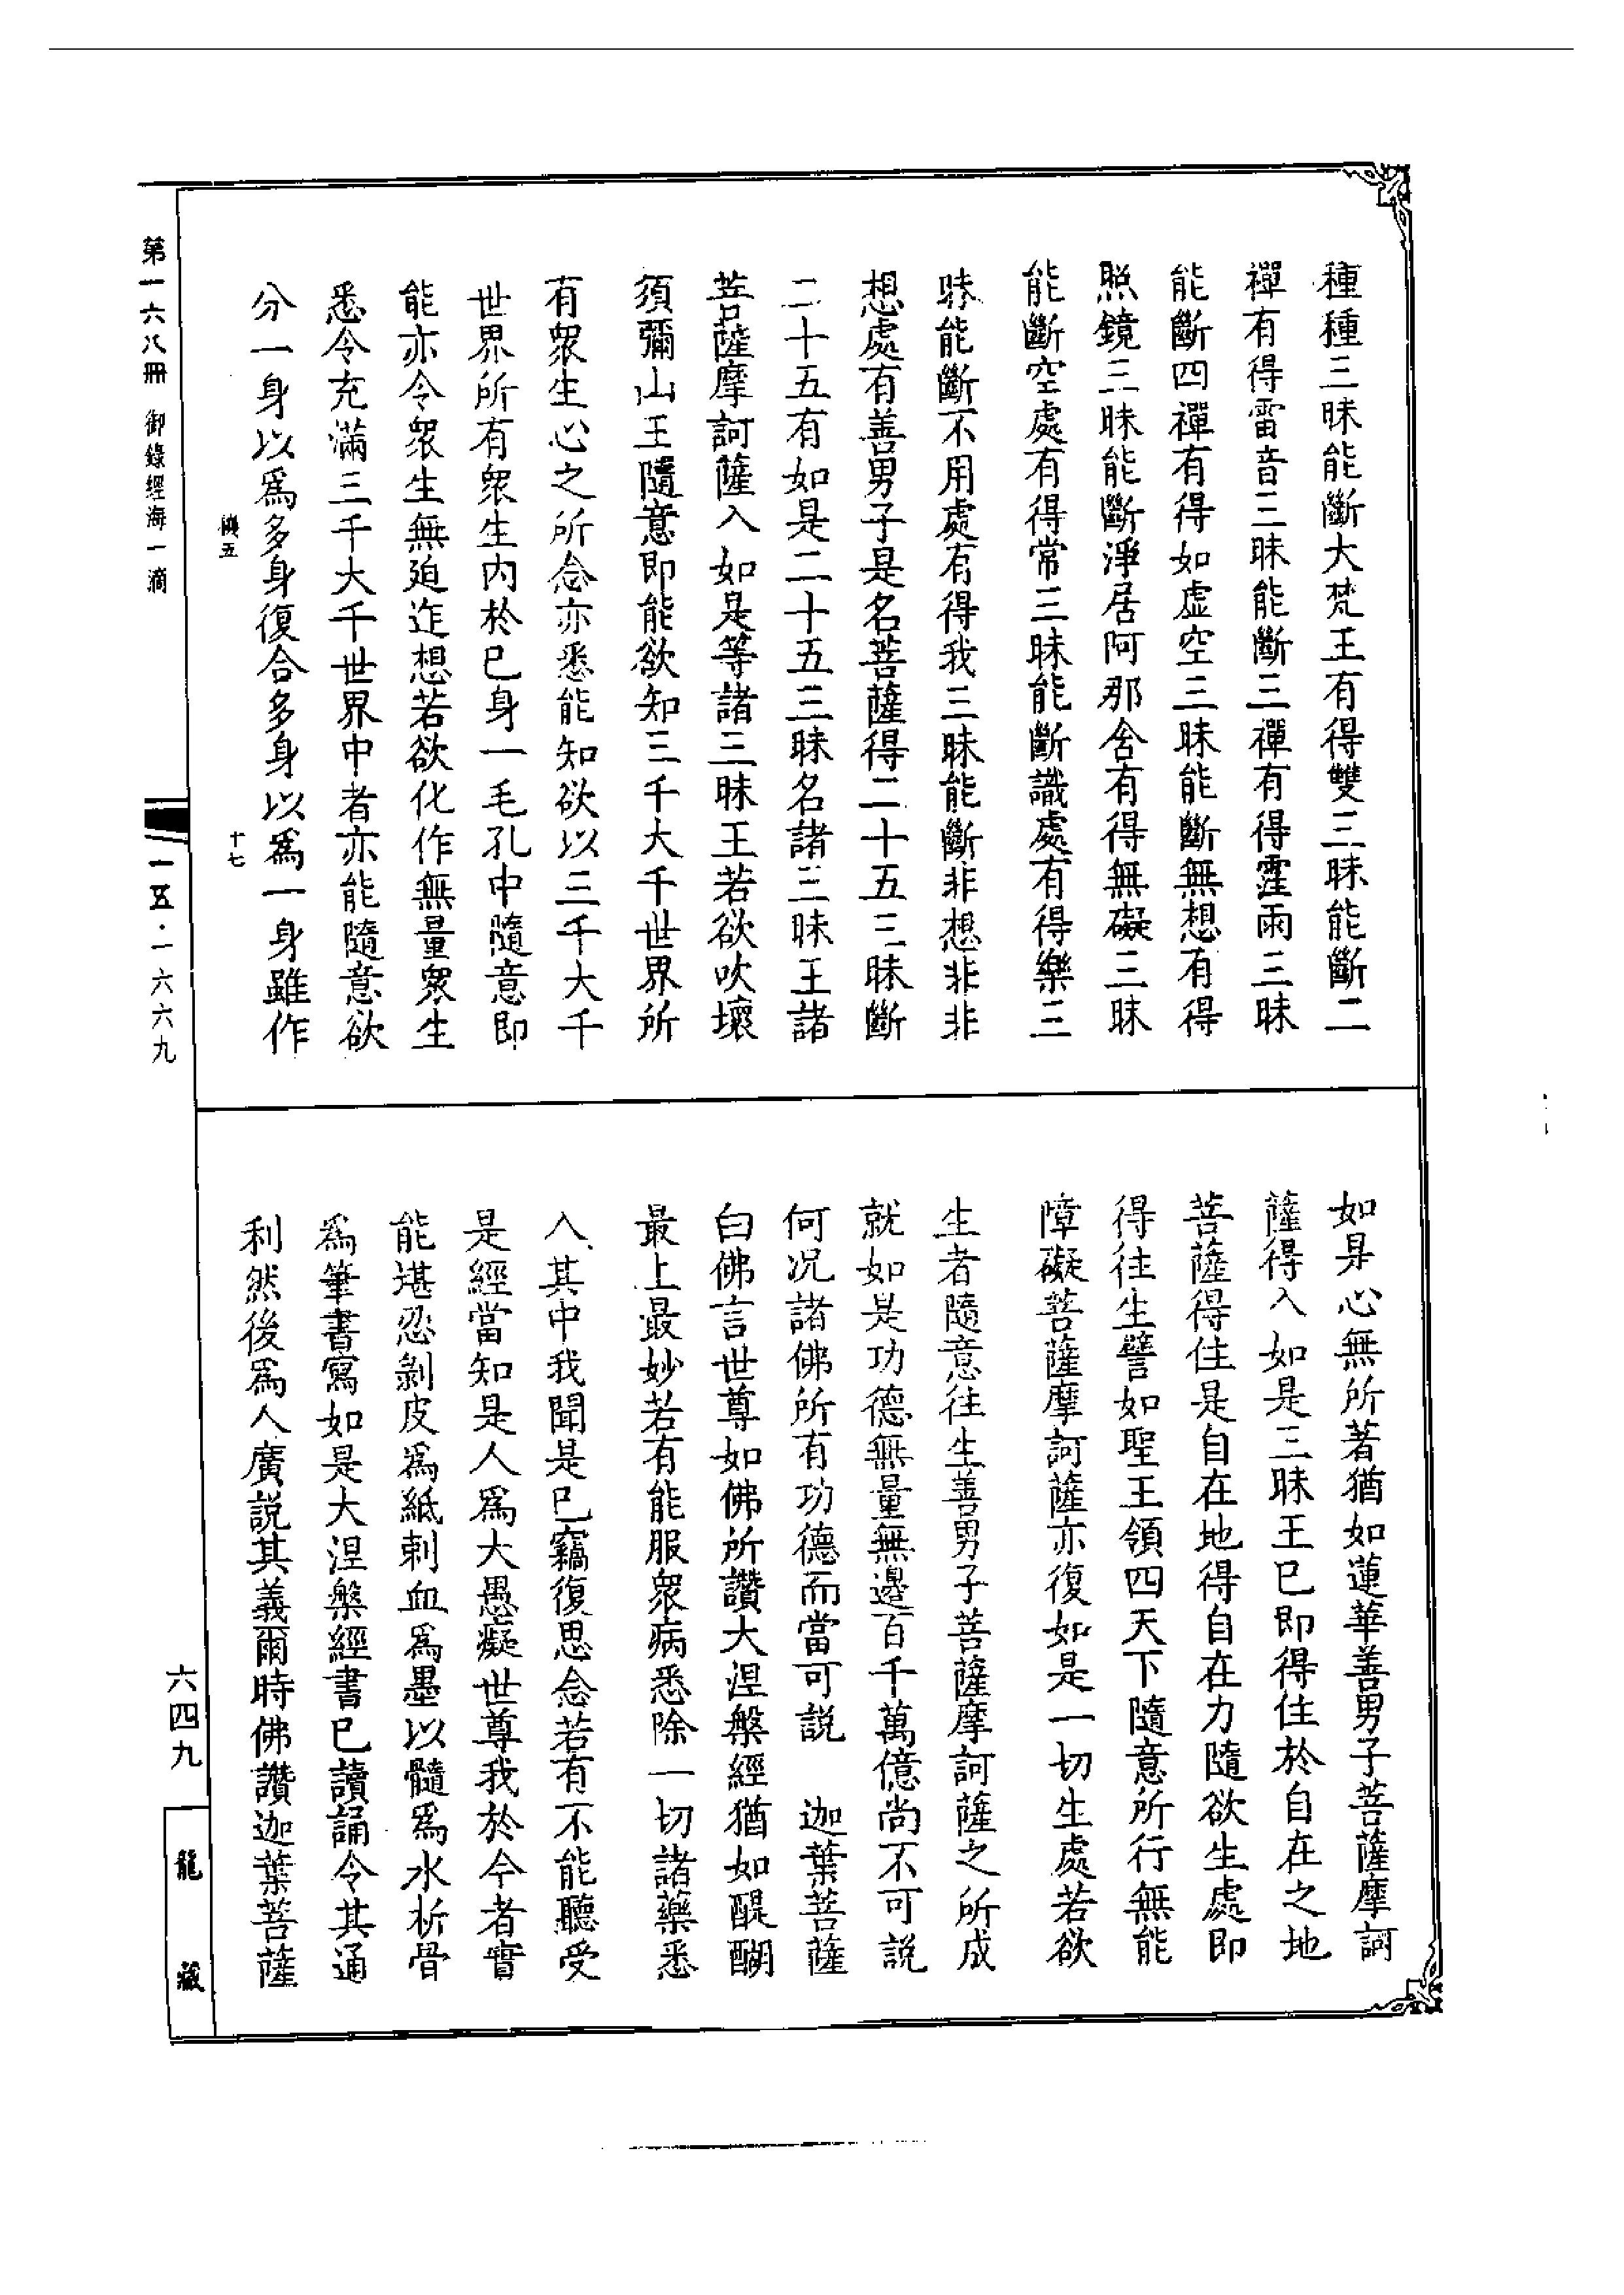 種種三昧能斷大梵王有得雙三昧能斷二
禪有得雷音三昧能斷三禪有得霔雨三昧
能斷四禪有得如虛空三昧能斷無想有得
照鏡三昧能斷淨居阿那舍有得無礙三昧
能斷空處有得常三昧能斷識處有得樂三
昧能斷不用處有得我三昧能斷非想非非
想處有善男子是名菩薩得二十五三昧斷
二十五有如是二十五三昧名諸三昧王諸
菩薩摩訶薩入如是等諸三昧王若欲吹壞
須彌山王隨意即能欲知三千大千世界所
有衆生心之所念亦悉能知欲以三千大千
世界所有衆生內於已身一毛孔中隨意即
能亦令衆生無廹迮想若欲化作無量衆生
悉令充滿三千大千世界中者亦能隨意欲
分一身以爲多身復合多身以爲一身雖作
機五
十七
如是心無所著猶如蓮華善男子菩薩摩訶
薩得入如是三昧王已即得住於自在之地
菩薩得住是自在地得自在力隨欲生處即
得往生譬如聖王領四天下隨意所行無能
障礙菩薩摩訶薩亦復如是一切生處若欲
生者隨意往生善男子菩薩摩訶薩之所成
就如是功德無量無邊百千萬億尚不可説
何况諸佛所有功德而當可説　迦葉菩薩
白佛言世尊如佛所讚大涅槃經猶如醍醐
最上最妙若有能服衆病悉除一切諸藥悉
入其中我聞是已竊復思念若有不能聽受
是經當知是人爲大愚癡世尊我於今者實
能堪忍剝皮爲紙刺血爲墨以髓爲水析骨
爲筆書寫如是大涅槃經書已讀誦令其通
利然後爲人廣説其義爾時佛讚迦葉菩薩
第一六八冊 御錄經海一滴
一五·一六六九
六四九
龍藏